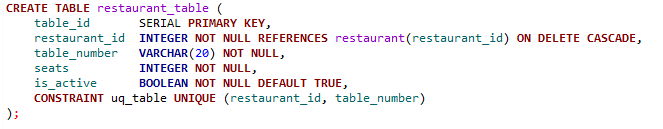 CREATE TABLE restaurant_table (
    table_id      SERIAL PRIMARY KEY,
    restaurant_id  INTEGER NOT NULL REFERENCES restaurant(restaurant_id) ON DELETE CASCADE,
    table_number   VARCHAR(20) NOT NULL,
    seats          INTEGER NOT NULL,
    is_active      BOOLEAN NOT NULL DEFAULT TRUE,
    CONSTRAINT uq_table UNIQUE (restaurant_id, table_number)
);